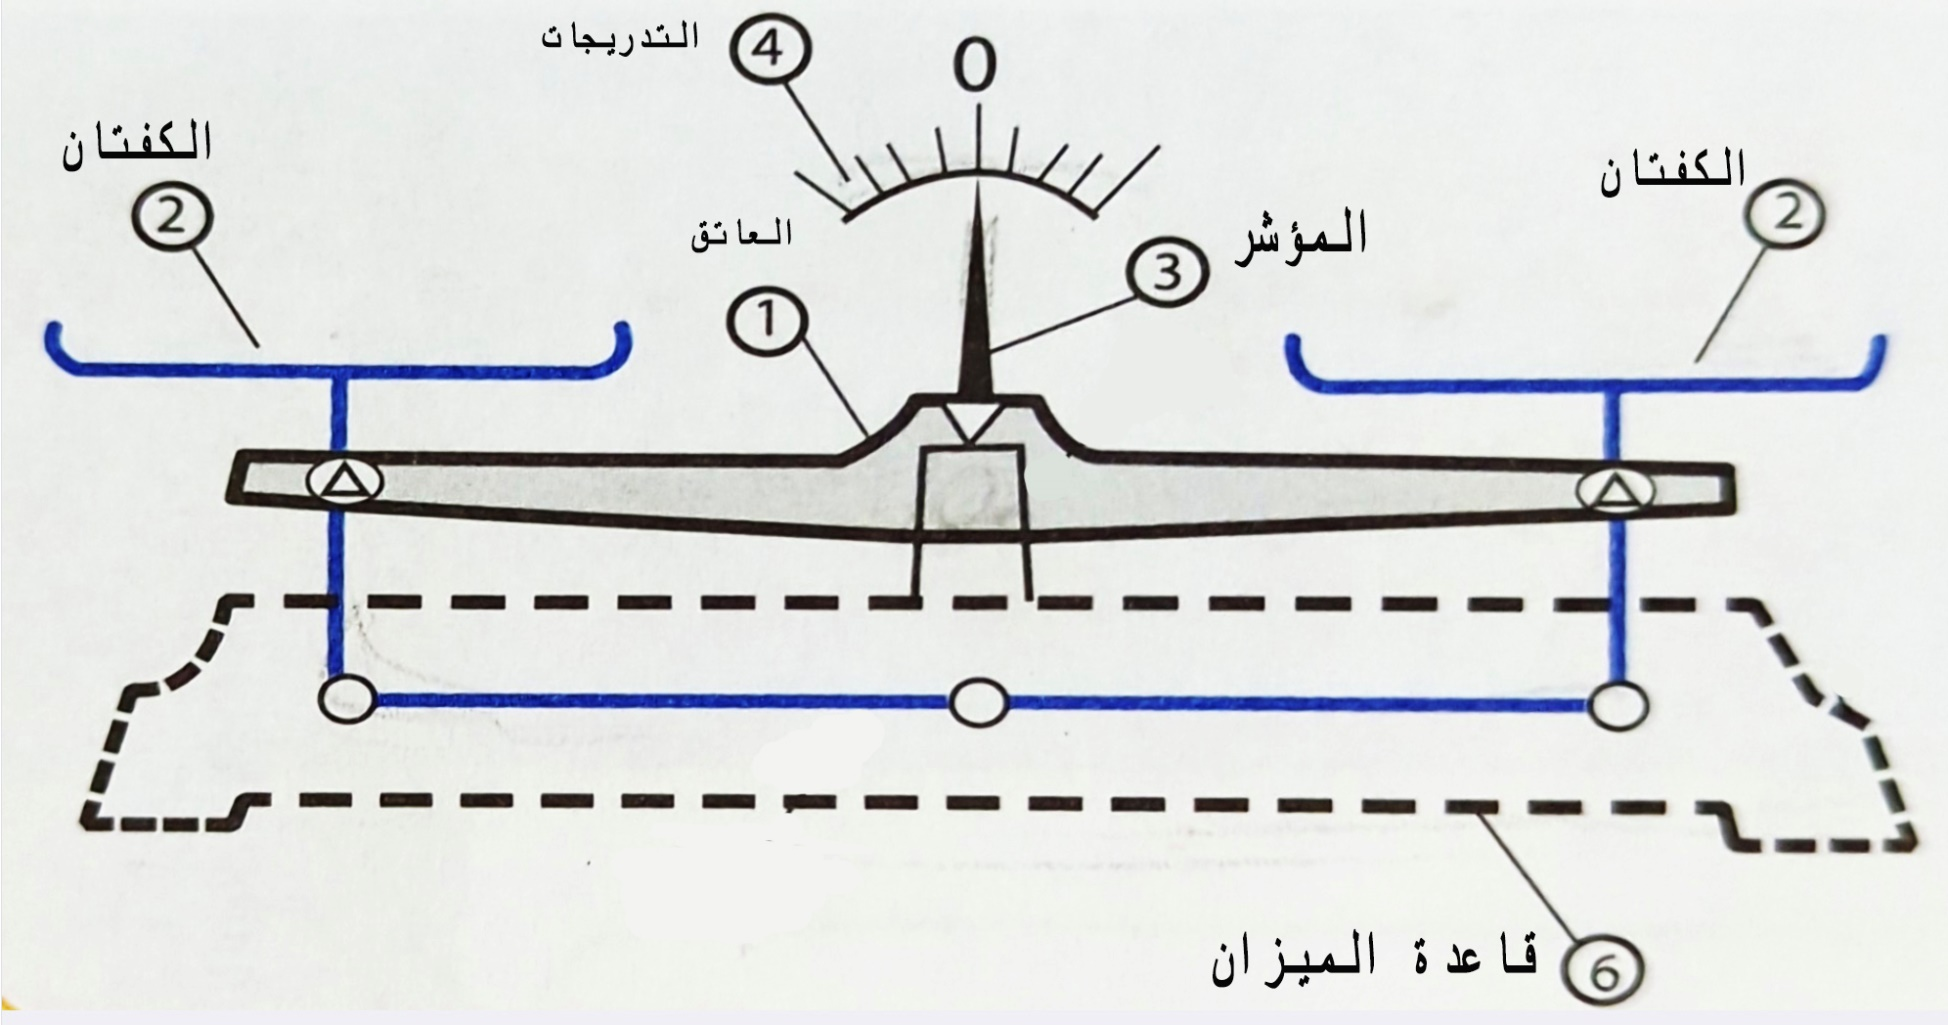 التدريجات 4
0
الكفتان
2
الكفتان
2
العاتق
1
المؤشر
3
قاعدة الميزان 6